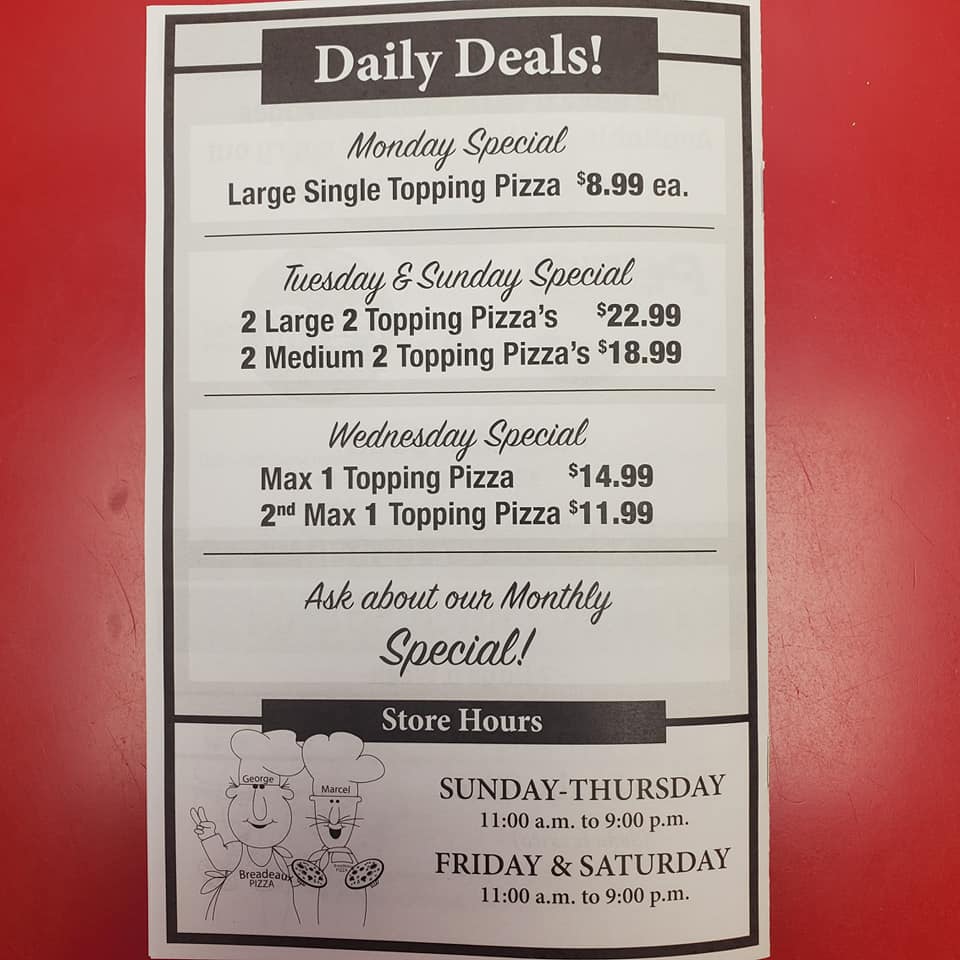 Daily Deals!
Monday Special
Large Single Topping Pizza $8.99 ea.
Tuesday & Sunday Special
2 Large 2 Topping Pizza's $22.99
2 Medium 2 Topping Pizza's $18.99
Wednesday Special
Max 1 Topping Pizza $14.99
2nd Max 1 Topping Pizza $11.99
Ask about our Monthly
Special!
Store Hours
George
Marcel
Breadeaux
PIZZA
SUNDAY-THURSDAY
11:00 a.m. to 9:00 p.m.
FRIDAY & SATURDAY
11:00 a.m. to 9:00 p.m.